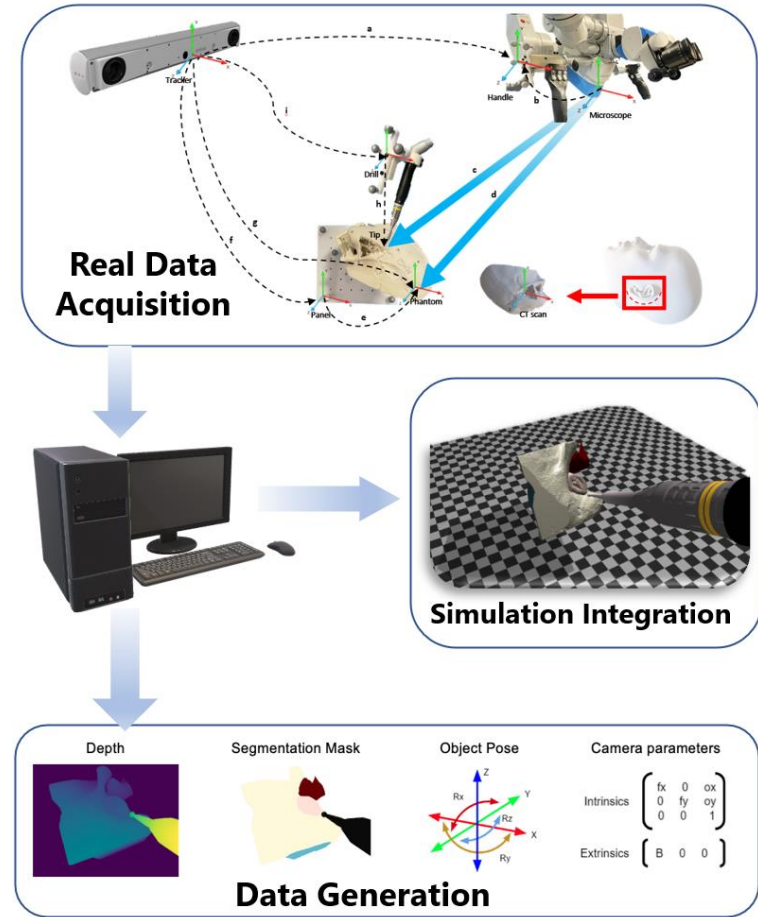 a
Tracker
Handle
b
Microscope
i
c
Drill
d
h
g
Tip
f
Real Data
Acquisition
CT scan
Panel
Phantom
e
Simulation Integration
Depth
Segmentation Mask
Object Pose
Camera parameters
Z
Y
Rx
Rz
X
Ry
Intrinsics
fx 0 ox
0 fy oy
0 0 1
Extrinsics
B 0 0
Data Generation